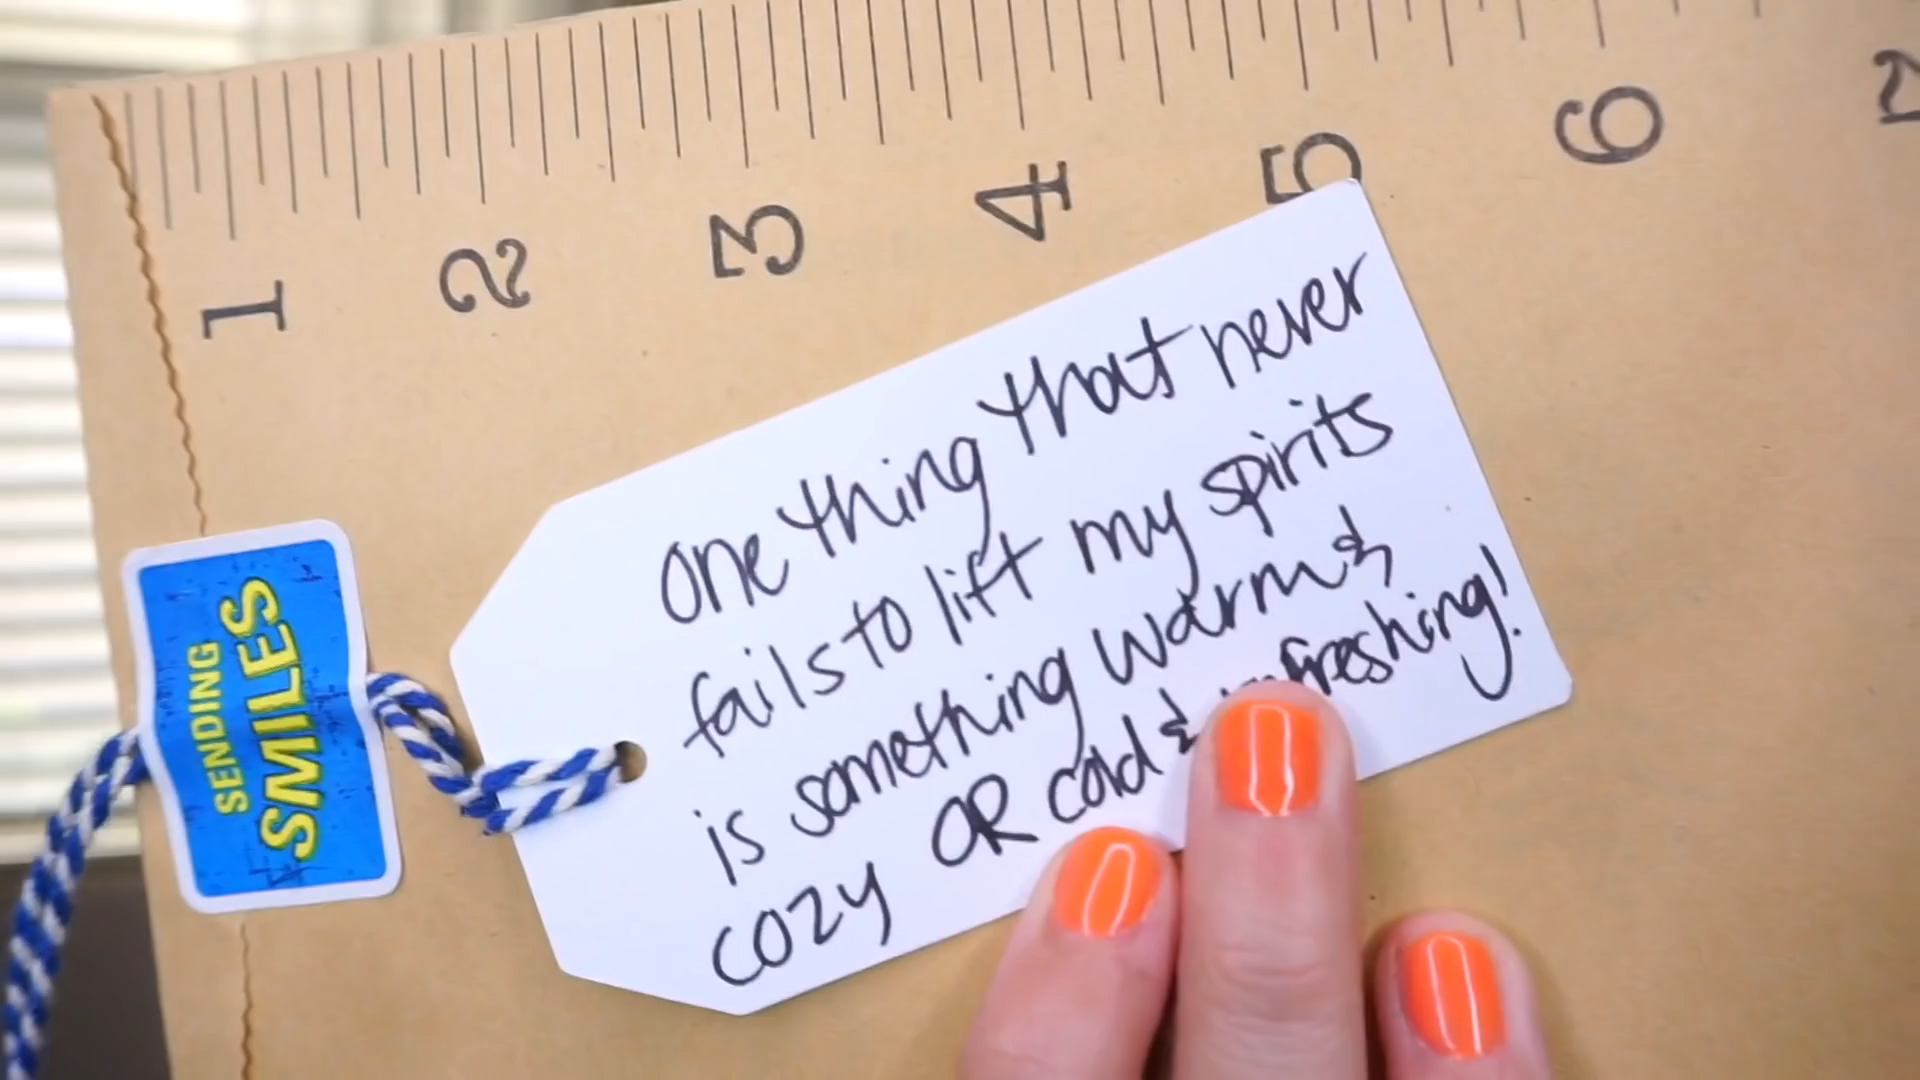 1 2 3 4 5 6
SENDING
SMILES
one thing that never
fails to lift my spirits
is something warm &
cozy OR cold & refreshing!